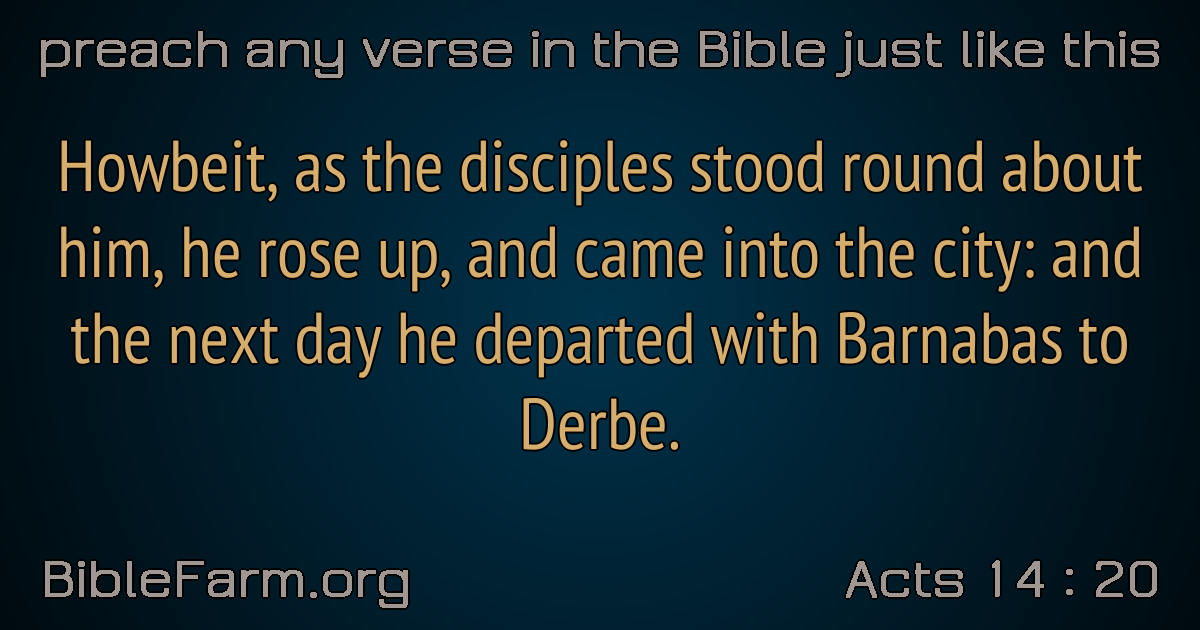 preach any verse in the Bible just like this
Howbeit, as the disciples stood round about
him, he rose up, and came into the city: and
the next day he departed with Barnabas to
Derbe.
BibleFarm.org
Acts 14 : 20